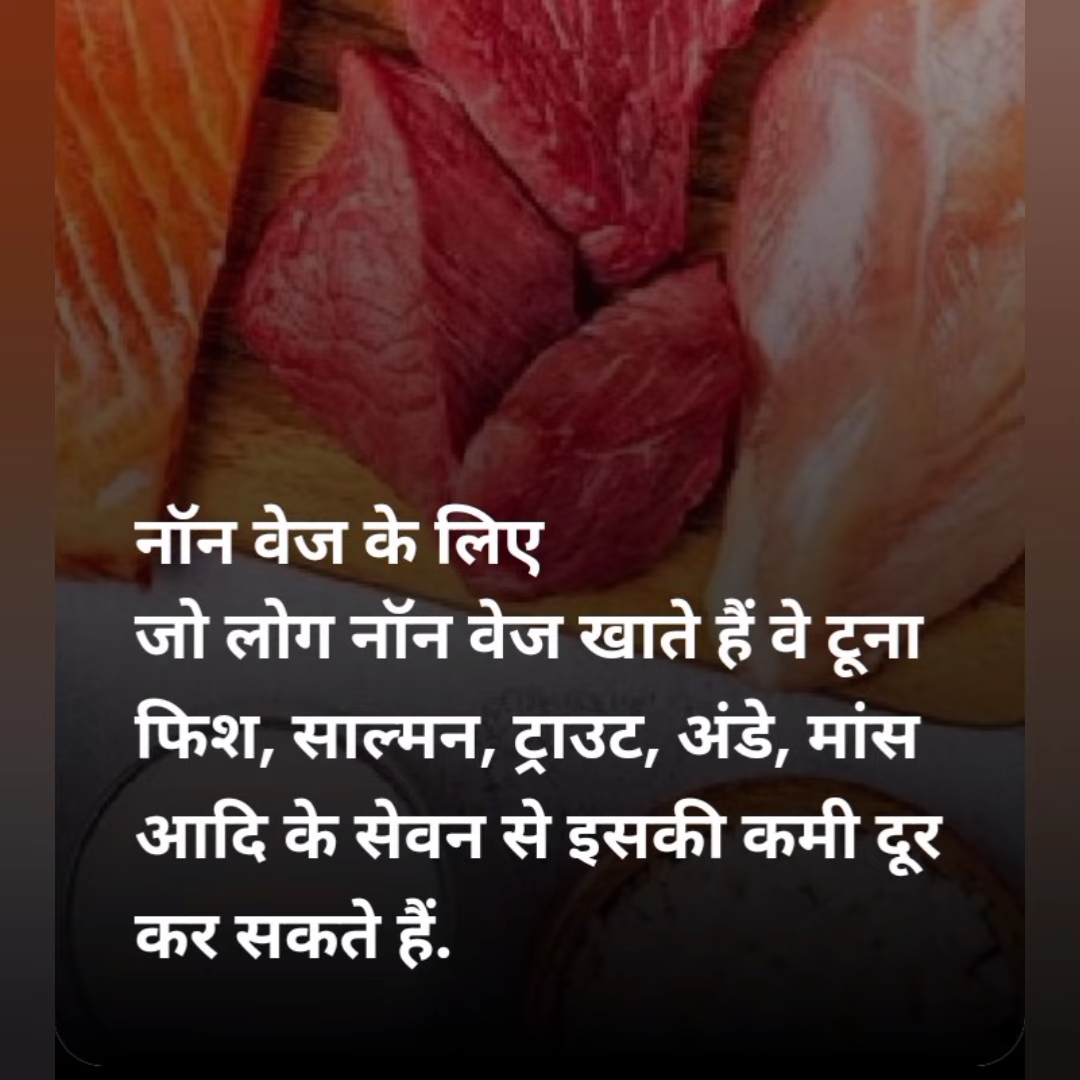 नॉन वेज के लिए
जो लोग नॉन वेज खाते हैं वे टूना
फिश, साल्मन, ट्राउट, अंडे, मांस
आदि के सेवन से इसकी कमी दूर
कर सकते हैं.